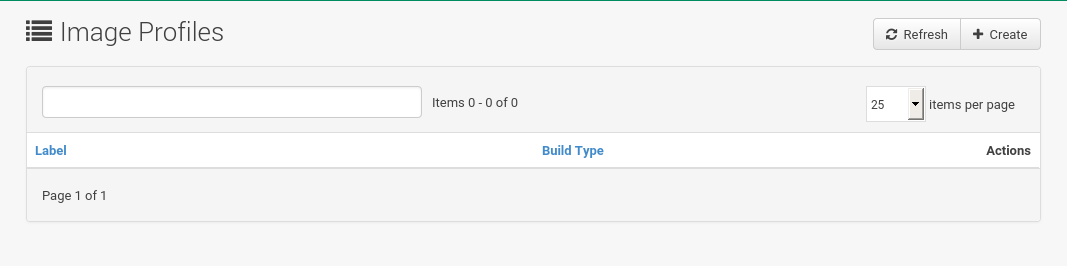 Image Profiles
Refresh
Create
Items 0 - 0 of 0
25
items per page
Label
Build Type
Actions
Page 1 of 1